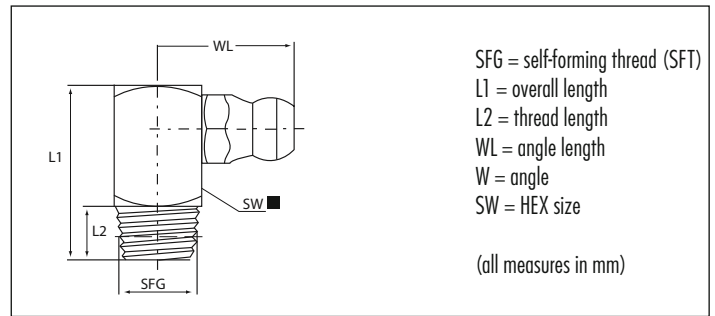 WL
L1
L2
SW ■
SFG
SFG = self-forming thread (SFT)
L1 = overall length
L2 = thread length
WL = angle length
W = angle
SW = HEX size
(all measures in mm)